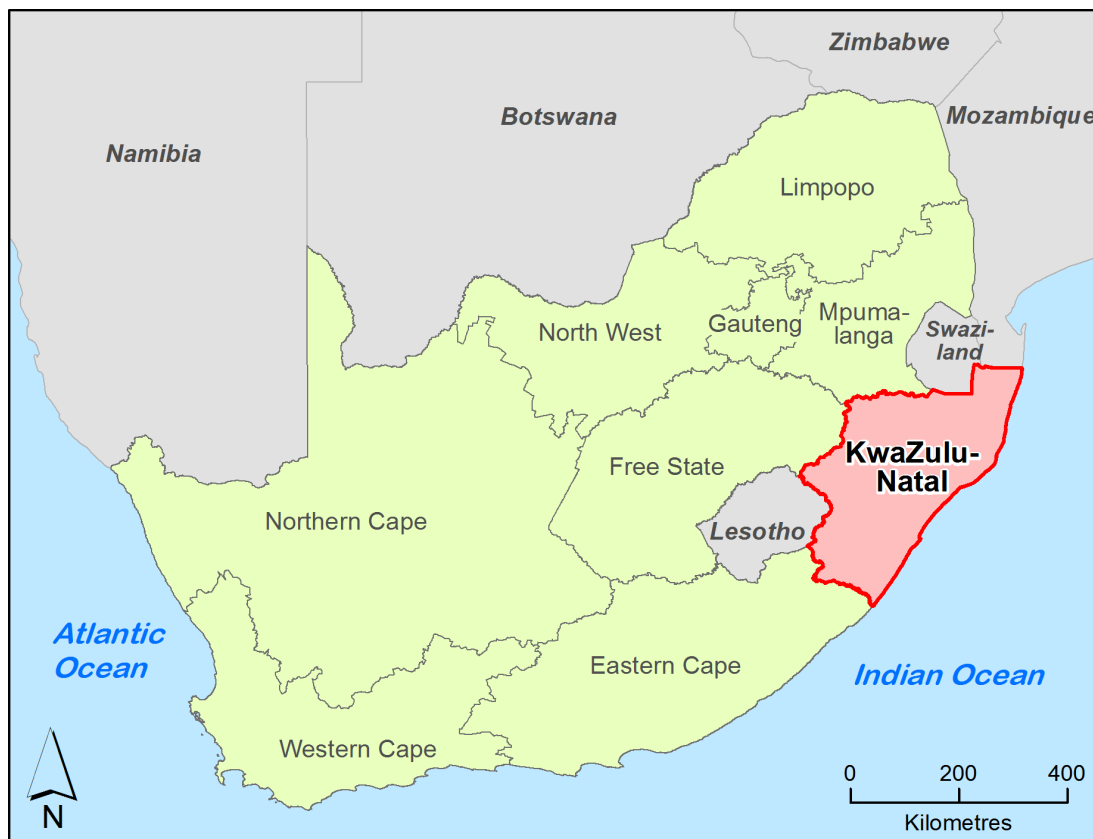 Zimbabwe
Botswana
Mozambique
Namibia
Limpopo
North West
Gauteng
Mpuma-
langa
Swazi-
land
KwaZulu-
Natal
Free State
Northern Cape
Lesotho
Atlantic
Ocean
Eastern Cape
Indian Ocean
Western Cape
N
0 200 400
Kilometres